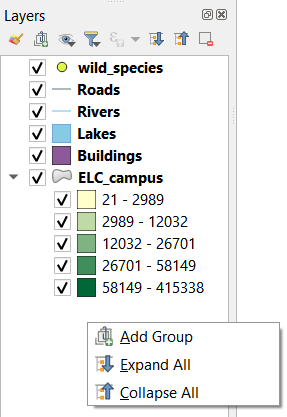 Layers
wild_species
Roads
Rivers
Lakes
Buildings
ELC_campus
21 - 2989
2989 - 12032
12032 - 26701
26701 - 58149
58149 - 415338
Add Group
Expand All
Collapse All